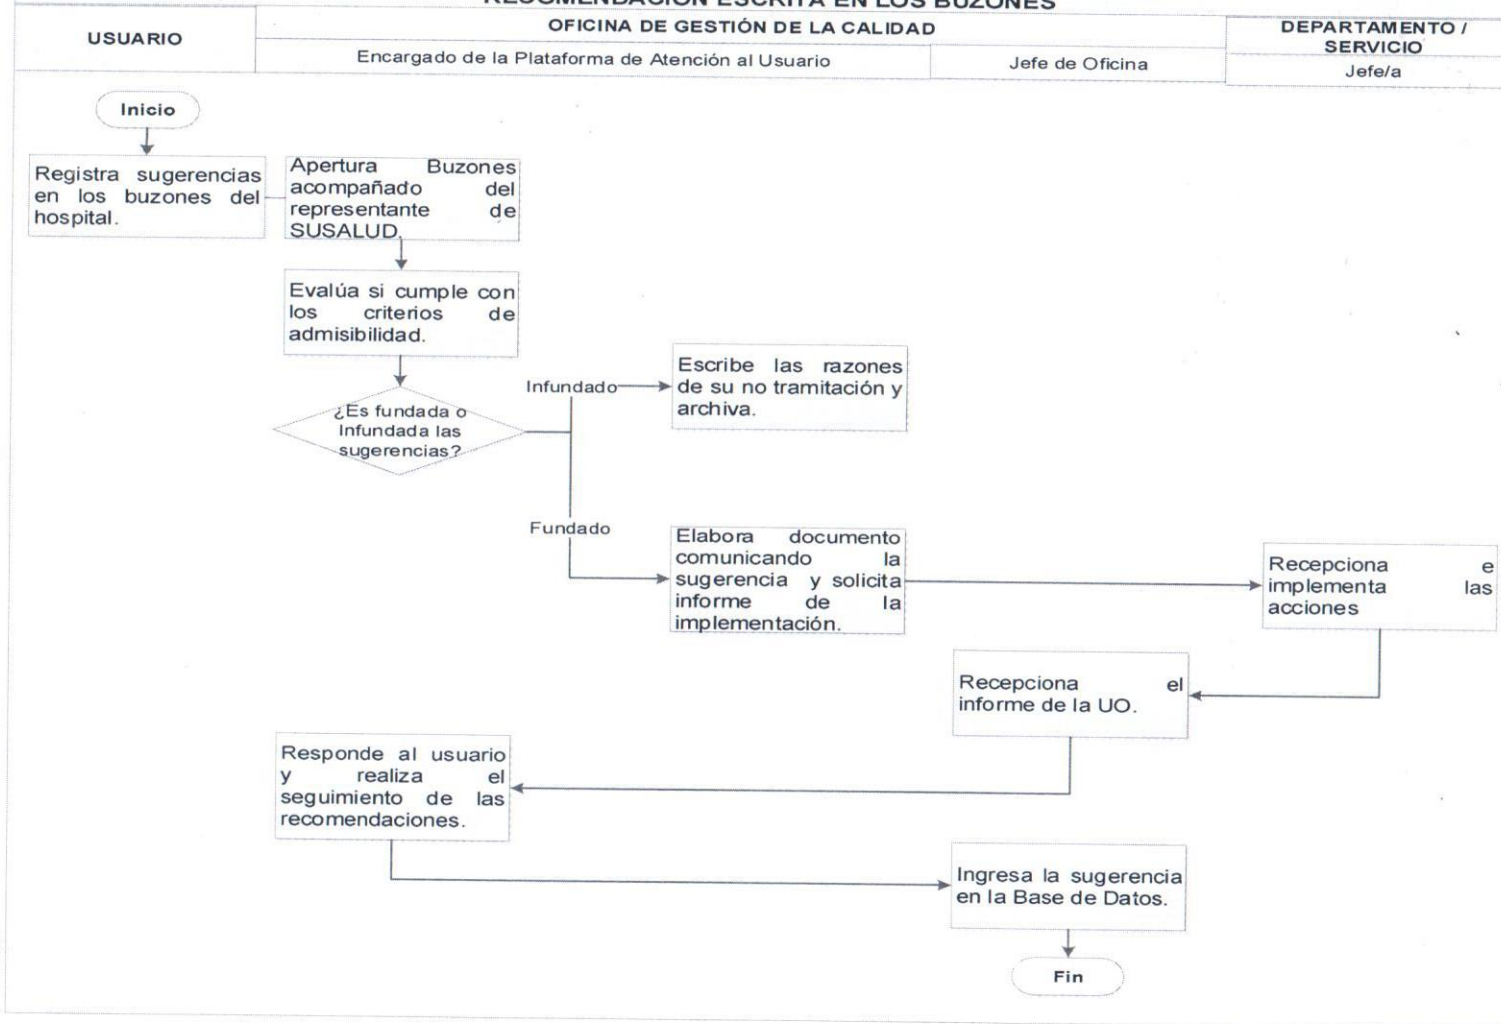 RECOMENDACIÓN ESCRITA EN LOS BUZONES
USUARIO
OFICINA DE GESTIÓN DE LA CALIDAD
DEPARTAMENTO /
SERVICIO
Encargado de la Plataforma de Atención al Usuario
Jefe de Oficina
Jefe/a
Inicio
Registra sugerencias
en los buzones del
hospital.
Apertura Buzones
acompañado del
representante de
SUSALUD.
Evalúa si cumple con
los criterios de
admisibilidad.
¿Es fundada o
Infundada las
sugerencias?
Infundado
Escribe las razones
de su no tramitación y
archiva.
Fundado
Elabora documento
comunicando la
sugerencia y solicita
informe de la
implementación.
Recepciona e
implementa las
acciones
Recepciona el
informe de la UO.
Responde al usuario
y realiza el
seguimiento de las
recomendaciones.
Ingresa la sugerencia
en la Base de Datos.
Fin